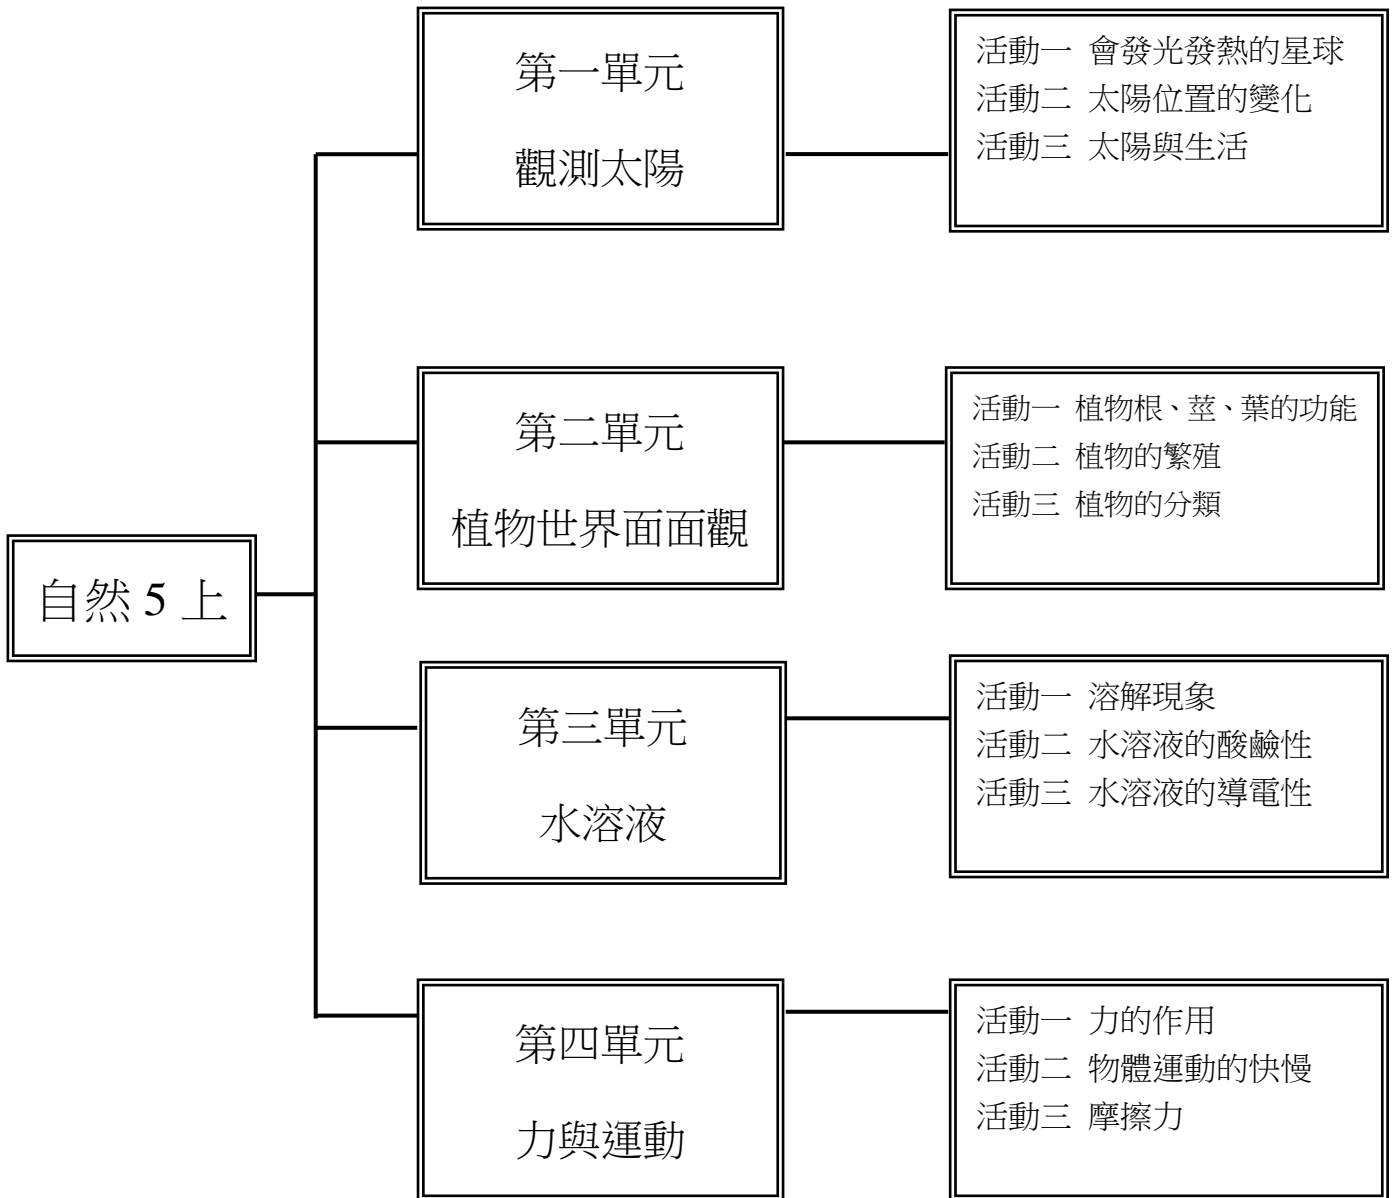 自然 5 上
第一單元
觀測太陽
活動一 會發光發熱的星球
活動二 太陽位置的變化
活動三 太陽與生活
第二單元
植物世界面面觀
活動一 植物根、莖、葉的功能
活動二 植物的繁殖
活動三 植物的分類
第三單元
水溶液
活動一 溶解現象
活動二 水溶液的酸鹼性
活動三 水溶液的導電性
第四單元
力與運動
活動一 力的作用
活動二 物體運動的快慢
活動三 摩擦力